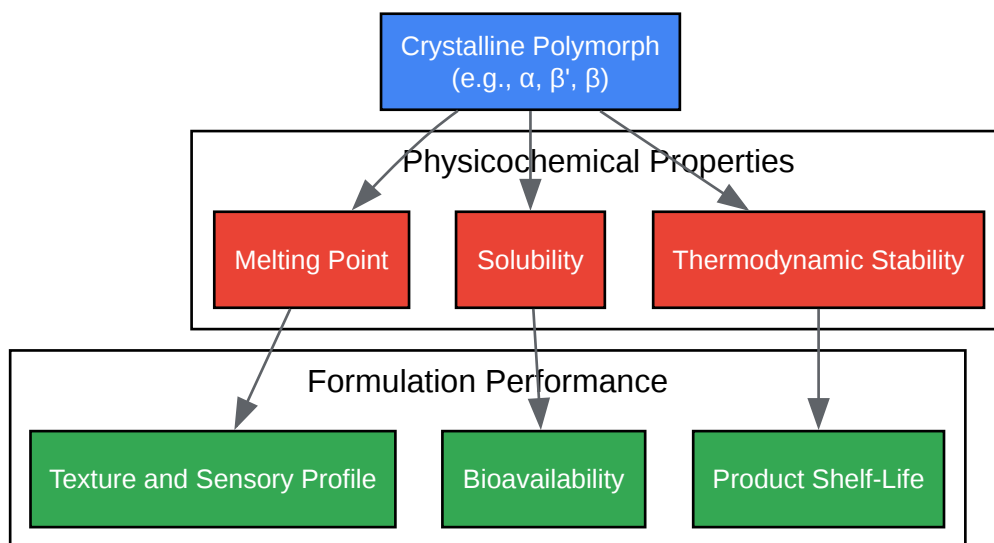 Crystalline Polymorph
(e.g., α, β', β)
Physicochemical Properties
Melting Point
Solubility
Thermodynamic Stability
Formulation Performance
Texture and Sensory Profile
Bioavailability
Product Shelf-Life